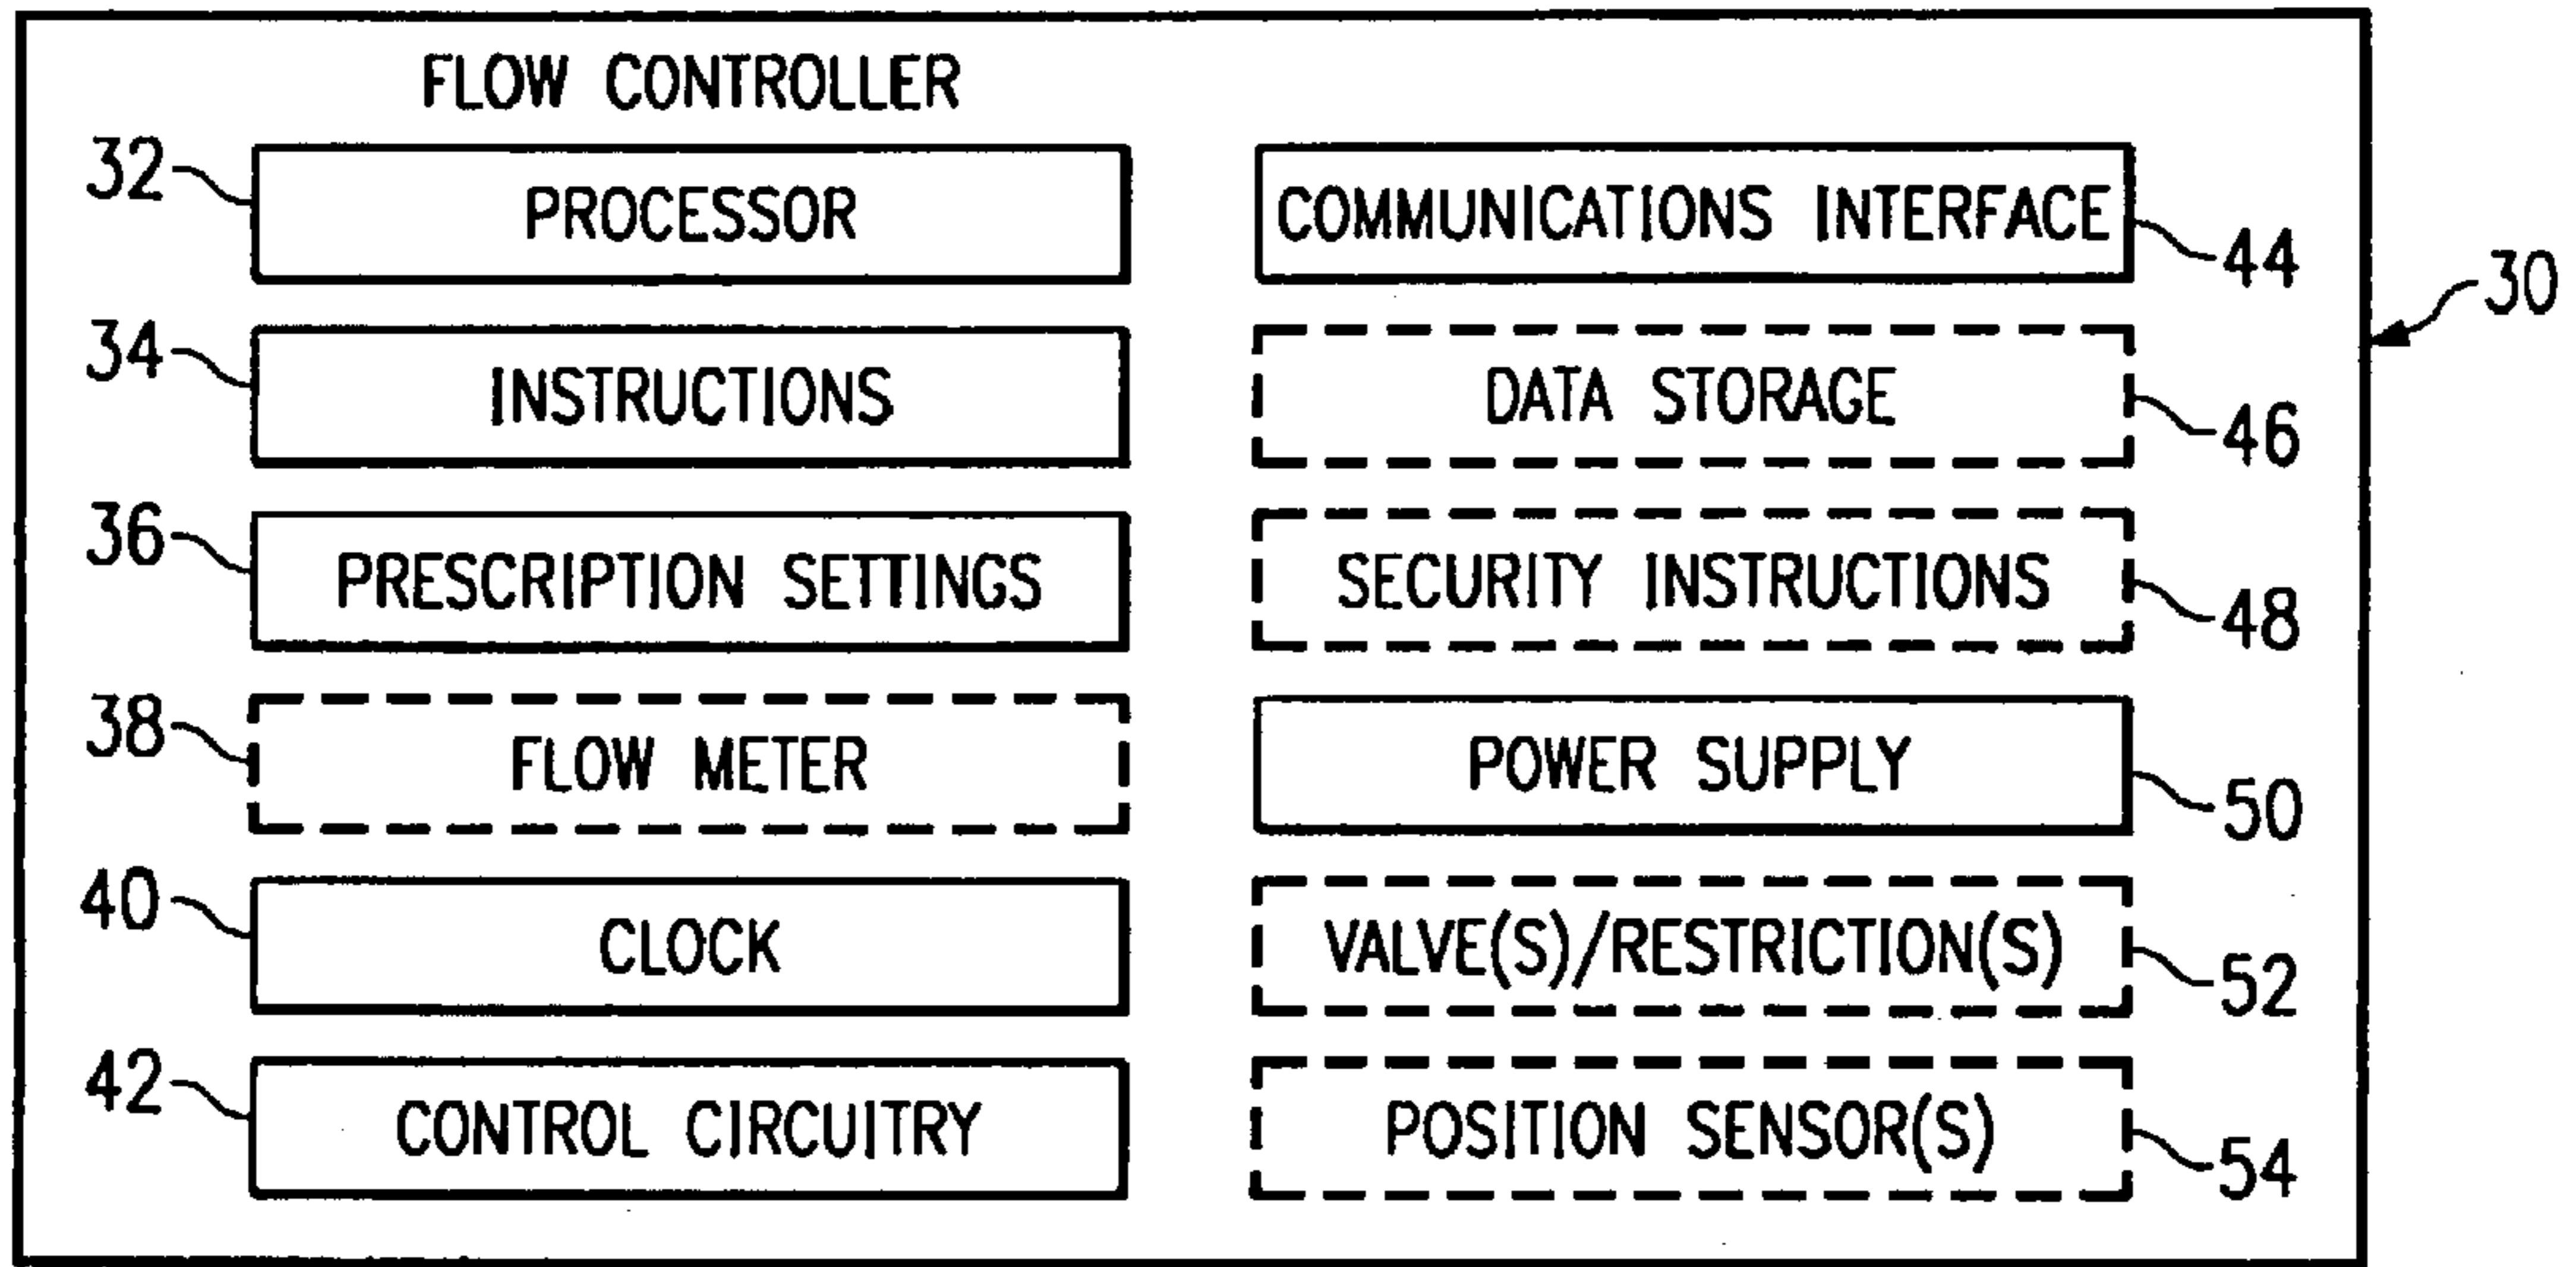 FLOW CONTROLLER
32
PROCESSOR
34
INSTRUCTIONS
36
PRESCRIPTION SETTINGS
38
FLOW METER
40
CLOCK
42
CONTROL CIRCUITRY
COMMUNICATIONS INTERFACE
44
DATA STORAGE
46
SECURITY INSTRUCTIONS
48
POWER SUPPLY
50
VALVE(S)/RESTRICTION(S)
52
POSITION SENSOR(S)
54
30